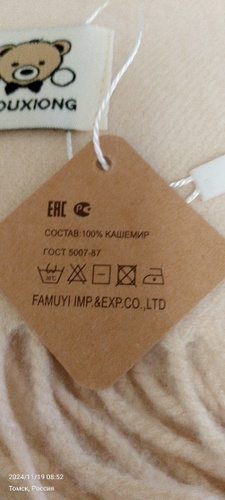 OUXIONG
ЕАС
СОСТАВ:100% КАШЕМИР
ГОСТ 5007-87
FAMUYI IMP.&EXP.CO.,LTD
2024/11/19 08:52
Томск, Россия